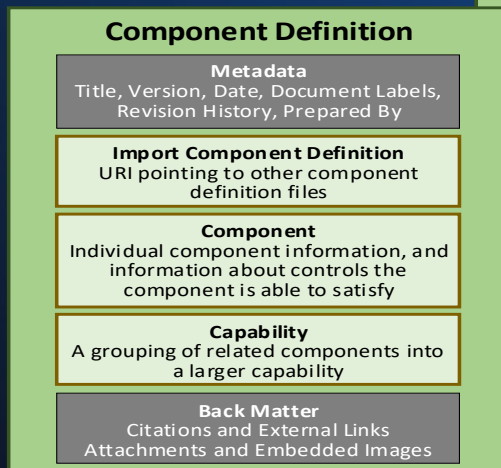 Component Definition
Metadata
Title, Version, Date, Document Labels,
Revision History, Prepared By
Import Component Definition
URI pointing to other component
definition files
Component
Individual component information, and
information about controls the
component is able to satisfy
Capability
A grouping of related components into
a larger capability
Back Matter
Citations and External Links
Attachments and Embedded Images